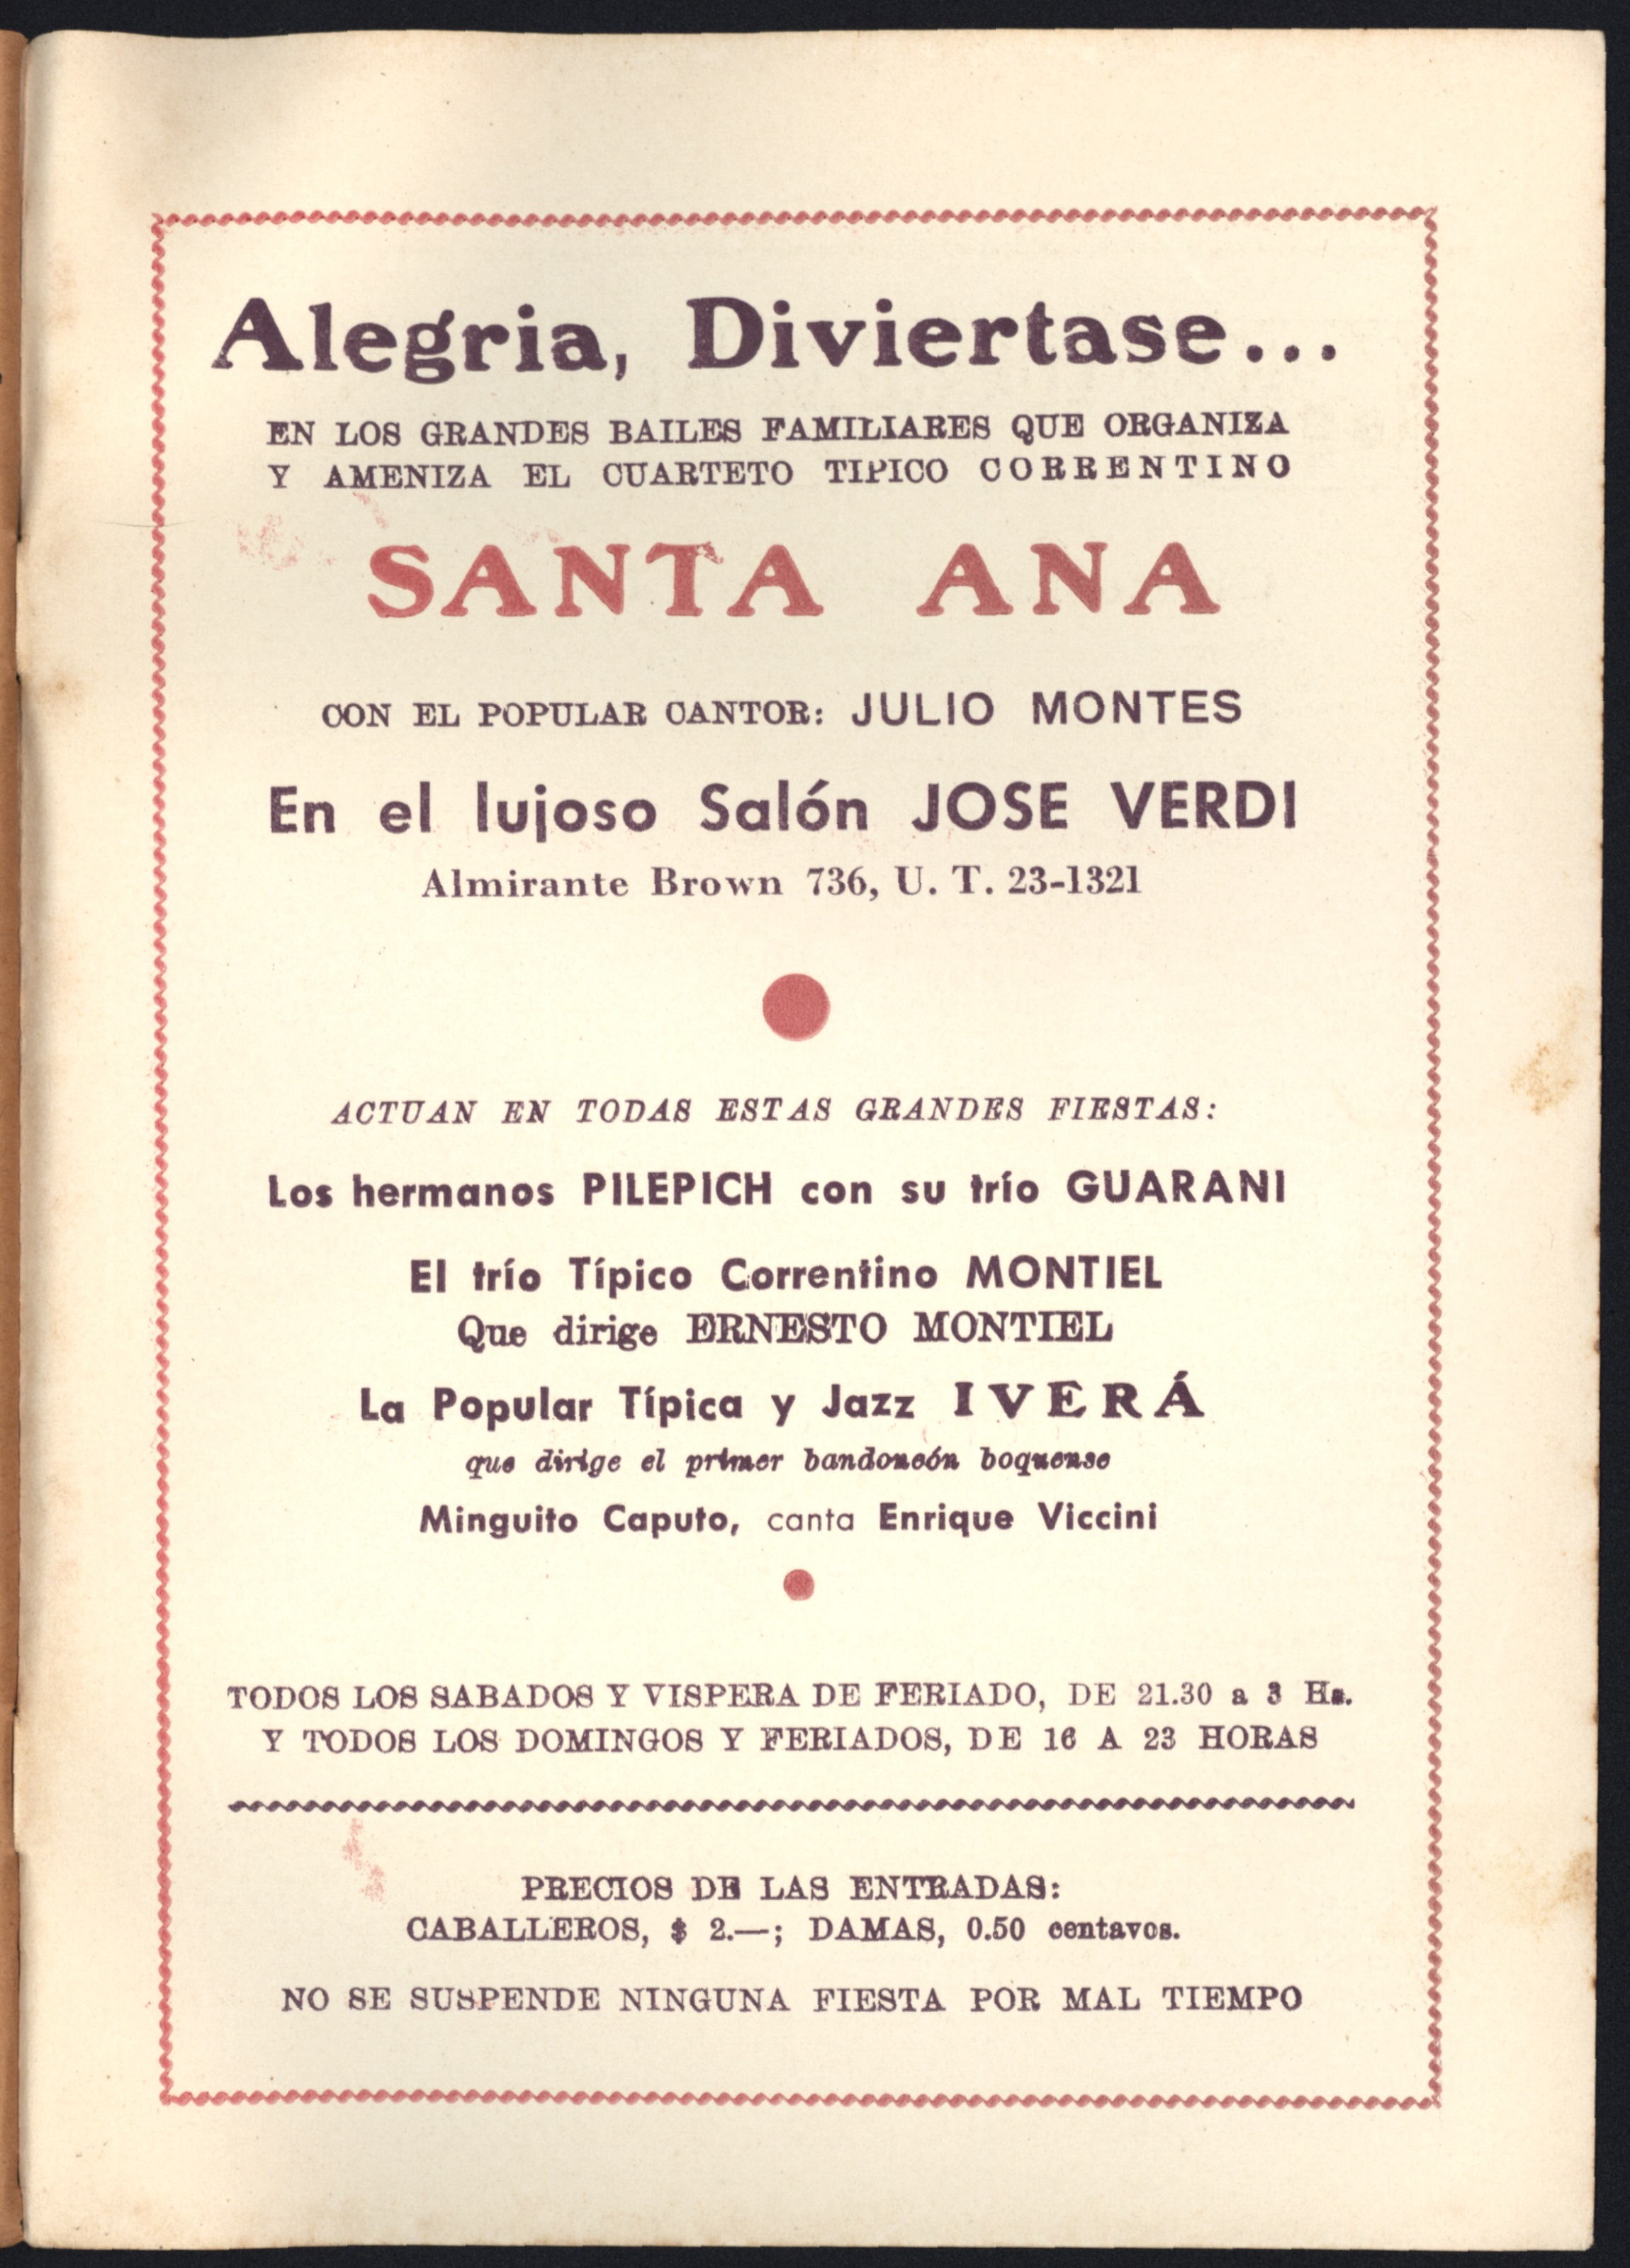 Alegria, Diviertase...
EN LOS GRANDES BAILES FAMILIARES QUE ORGANIZA
Y AMENIZA EL CUARTETO TIPICO CORRENTINO
SANTA ANA
CON EL POPULAR CANTOR: JULIO MONTES
En el lujoso Salón JOSE VERDI
Almirante Brown 736, U. T. 23-1321
ACTUAN EN TODAS ESTAS GRANDES FIESTAS:
Los hermanos PILEPICH con su trío GUARANI
El trío Típico Correntino MONTIEL
Que dirige ERNESTO MONTIEL
La Popular Típica y Jazz IVERÁ
que dirige el primer bandoneón boquense
Minguito Caputo, canta Enrique Viccini
TODOS LOS SABADOS Y VISPERA DE FERIADO, DE 21.30 a 3 Hs.
Y TODOS LOS DOMINGOS Y FERIADOS, DE 16 A 23 HORAS
PRECIOS DE LAS ENTRADAS:
CABALLEROS, $ 2.—; DAMAS, 0.50 centavos.
NO SE SUSPENDE NINGUNA FIESTA POR MAL TIEMPO